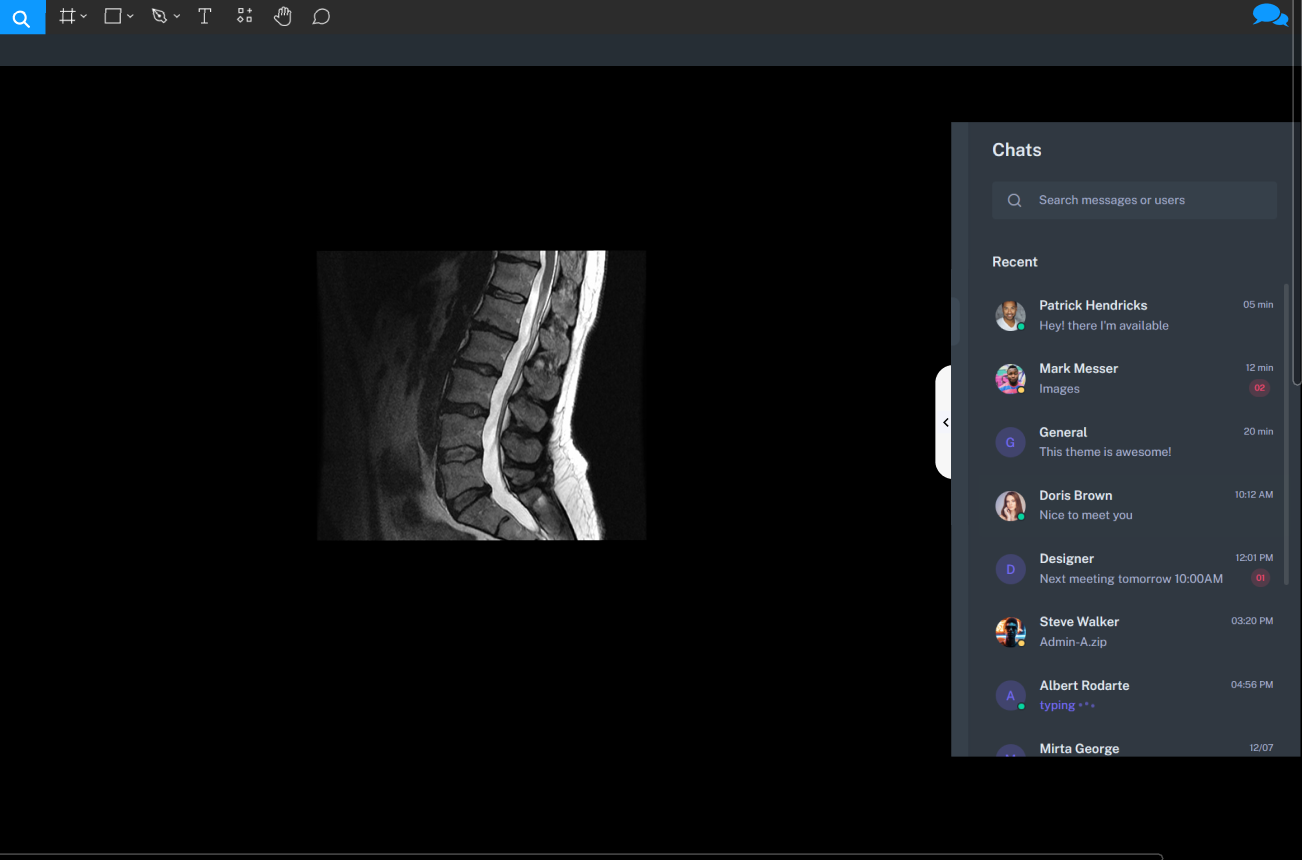 Chats
Search messages or users
Recent
Patrick Hendricks 05 min
Hey! there I'm available
Mark Messer 12 min
Images 02
General 20 min
G
This theme is awesome!
Doris Brown 10:12 AM
Nice to meet you
Designer 12:01 PM
D
Next meeting tomorrow 10:00AM 01
Steve Walker 03:20 PM
Admin-A.zip
Albert Rodarte 04:56 PM
A
typing
Mirta George 12/07